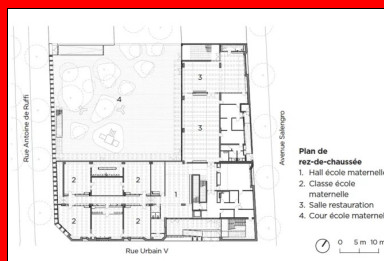 3
4
3
Rue Antoine de Ruffi
Avenue Salengro
2
2
1
2
2
Rue Urbain V
Plan de
rez-de-chaussée
1. Hall école maternelle
2. Classe école
maternelle
3. Salle restauration
4. Cour école maternel
0 5 m 10 m